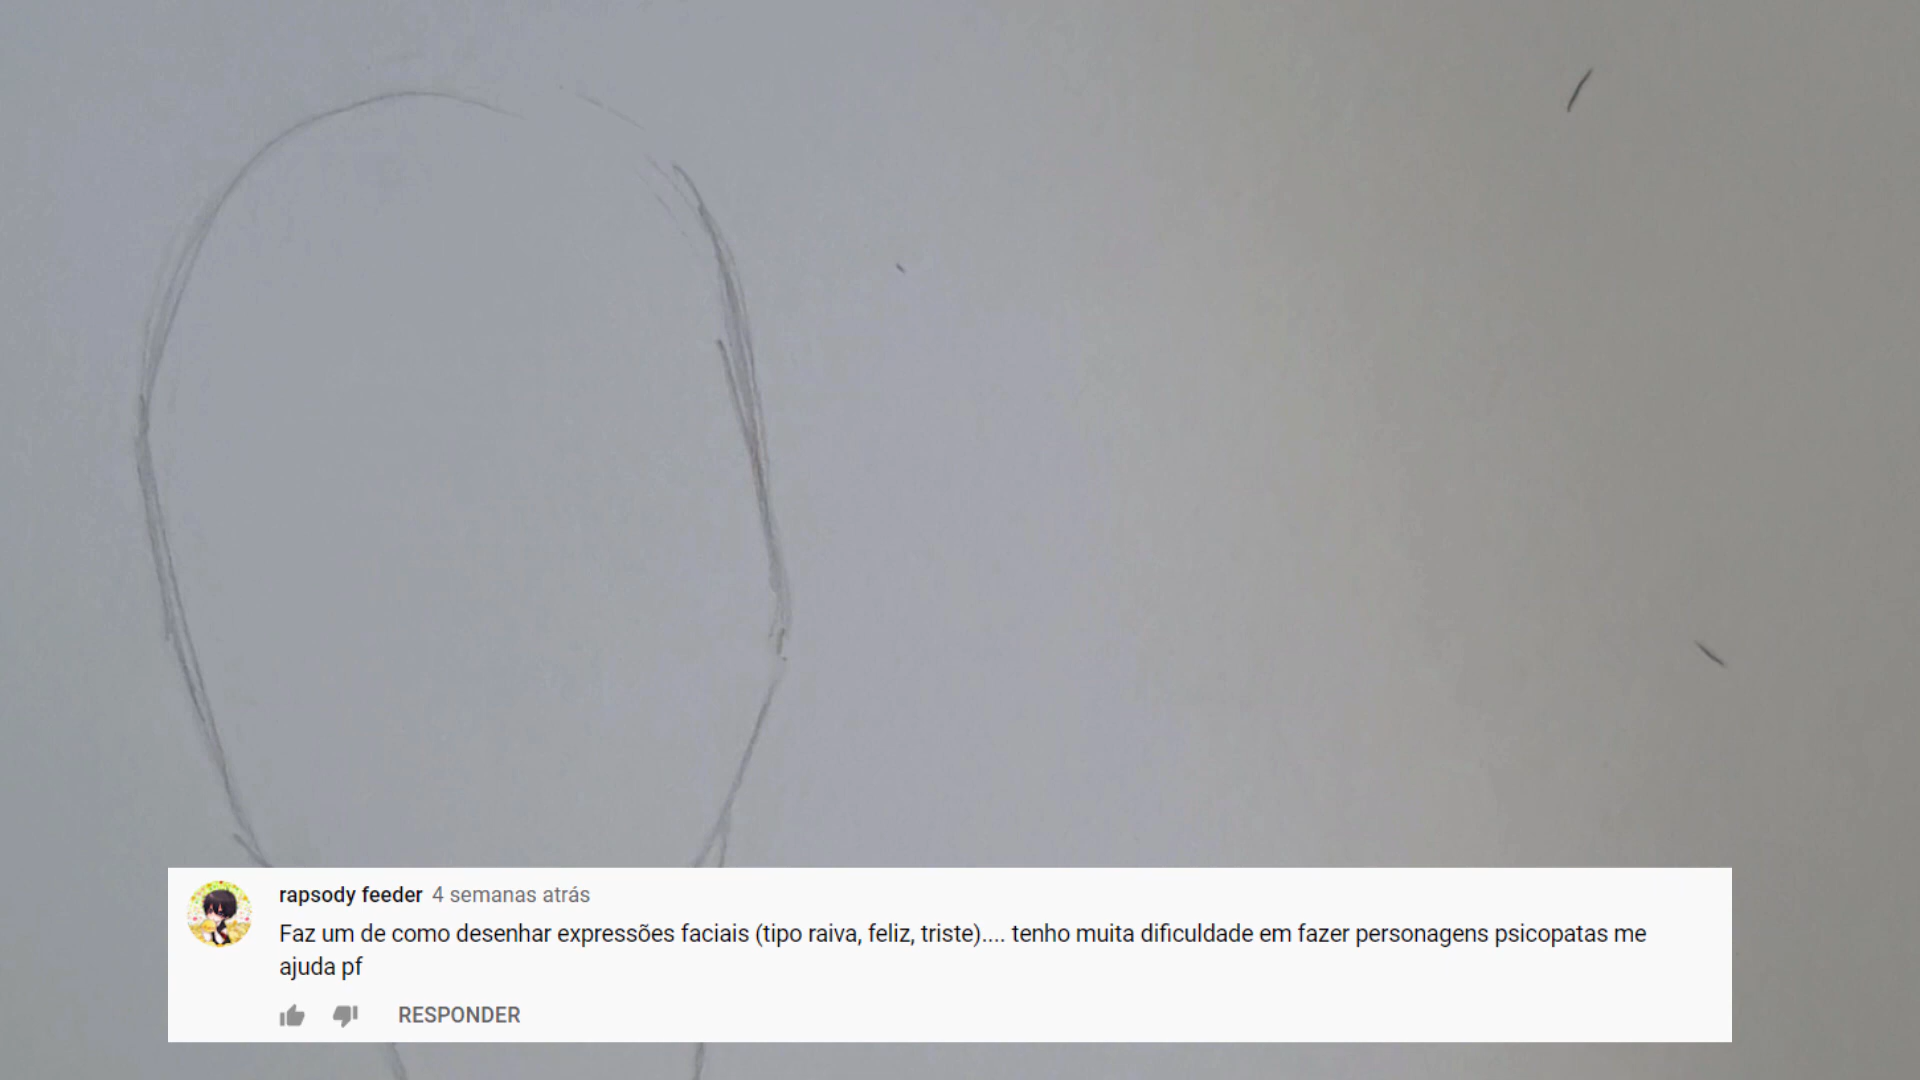 rapsody feeder 4 semanas atrás
Faz um de como desenhar expressões faciais (tipo raiva, feliz, triste).... tenho muita dificuldade em fazer personagens psicopatas me
ajuda pf
RESPONDER